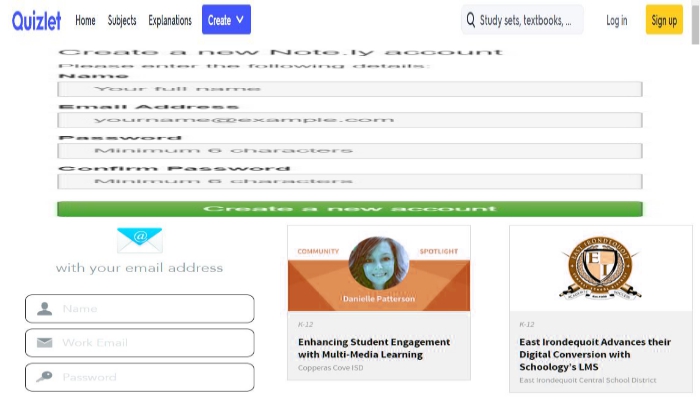 Quizlet Home Subjects Explanations Create Study sets, textbooks, ... Log in Sign up
Create a new Note.ly account
Please enter the following details:
Name
Your full name
Email Address
yourname@example.com
Password
Minimum 6 characters
Confirm Password
Minimum 6 characters
Create a new account
@
with your email address
Name
Work Email
Password
COMMUNITY SPOTLIGHT
Danielle Patterson
K-12
Enhancing Student Engagement
with Multi-Media Learning
Copperas Cove ISD
EAST IRONDEQUOIT
E I
K-12
East Irondequoit Advances their
Digital Conversion with
Schoology's LMS
East Irondequoit Central School District